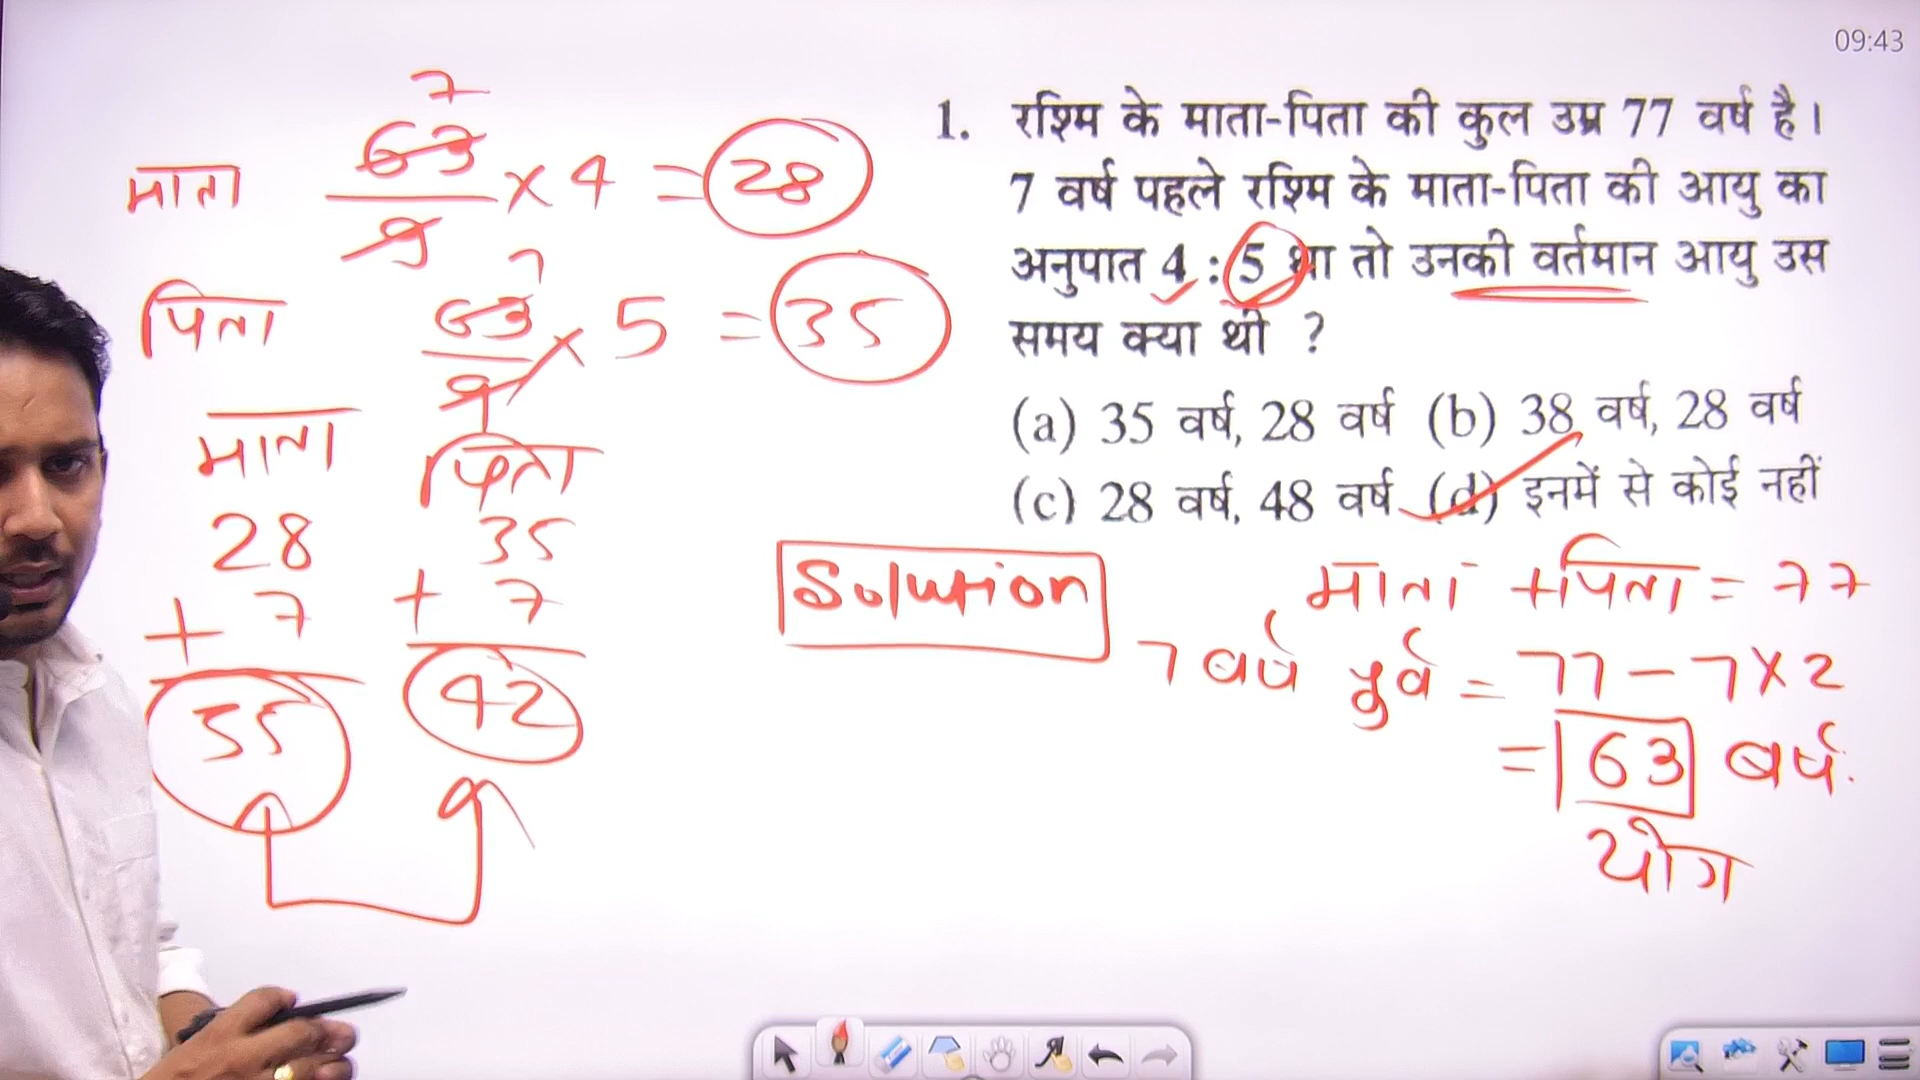 09:43
1. रश्मि के माता-पिता की कुल उम्र 77 वर्ष है।
7 वर्ष पहले रश्मि के माता-पिता की आयु का
अनुपात 4 : 5 था तो उनकी वर्तमान आयु उस
समय क्या थी ?
(a) 35 वर्ष, 28 वर्ष (b) 38 वर्ष, 28 वर्ष
(c) 28 वर्ष, 48 वर्ष (d) इनमें से कोई नहीं
Solution
माता + पिता = 77
7 वर्ष पुर्व = 77 - 7x2
= 63 वर्ष
योग
7
माता 63/9 x 4 = 28
7
पिता 63/9 x 5 = 35
माता पिता
28 35
+ 7 + 7
35 42